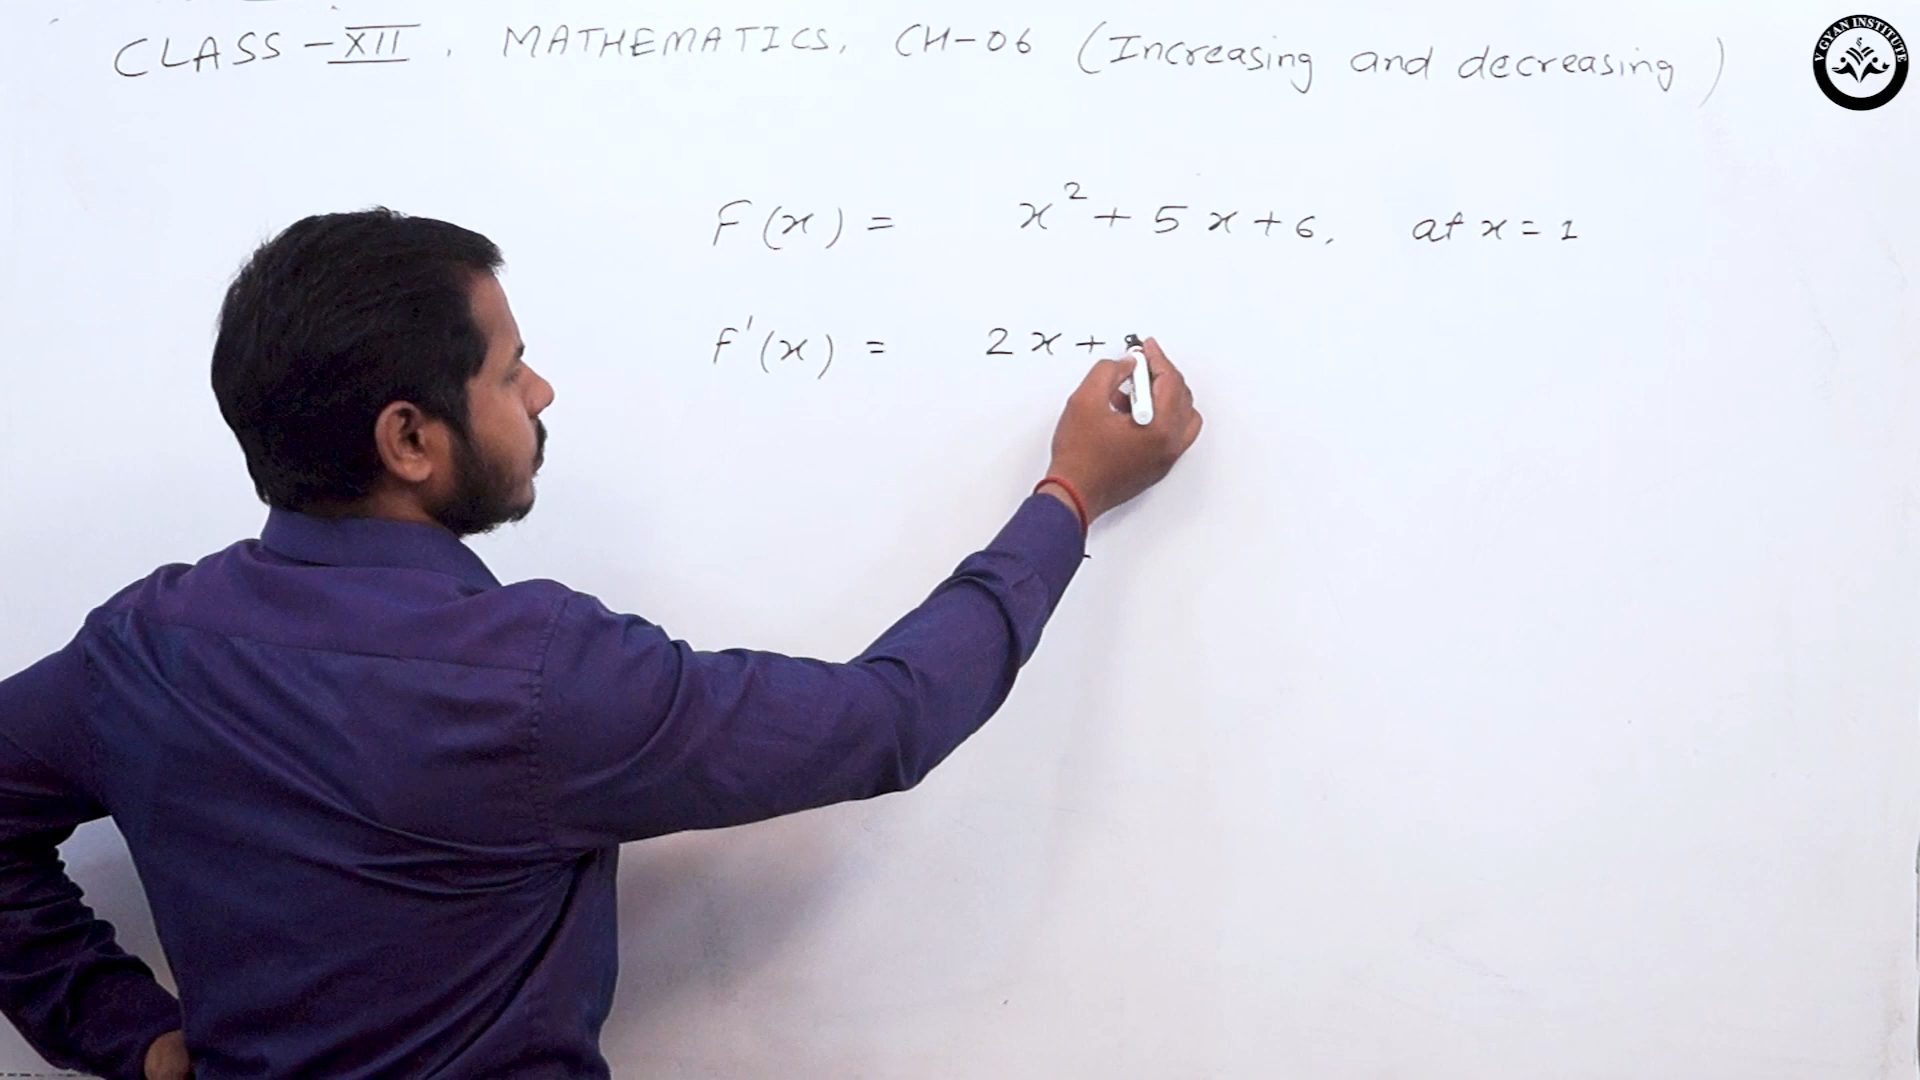 CLASS - XII, MATHEMATICS, CH-06 (Increasing and decreasing)
V GYAN INSTITUTE
F(x) = x² + 5x + 6, at x = 1
F'(x) = 2x +